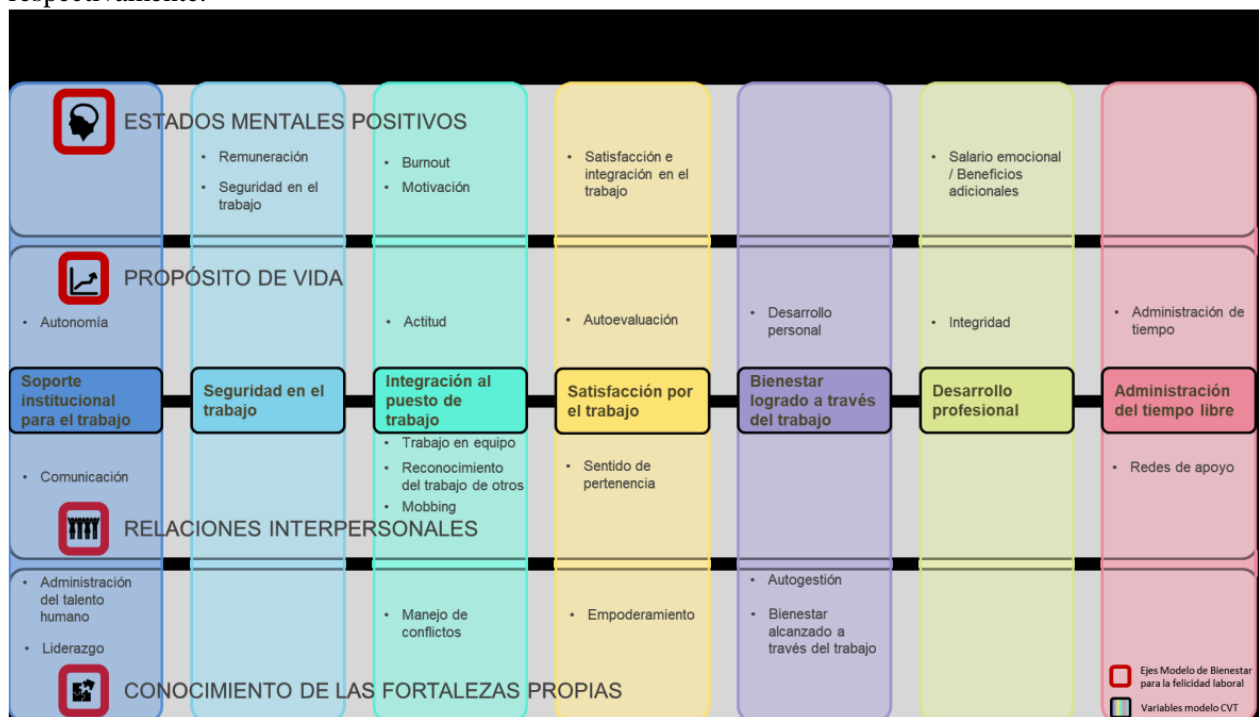 respectivamente.
ESTADOS MENTALES POSITIVOS
• Remuneración
• Seguridad en el
trabajo
• Burnout
• Motivación
• Satisfacción e
integración en el
trabajo
• Salario emocional
/ Beneficios
adicionales
PROPÓSITO DE VIDA
• Autonomía
• Actitud
• Autoevaluación
• Desarrollo
personal
• Integridad
• Administración de
tiempo
Soporte
institucional
para el trabajo
Seguridad en el
trabajo
Integración al
puesto de
trabajo
Satisfacción por
el trabajo
Bienestar
logrado a través
del trabajo
Desarrollo
profesional
Administración
del tiempo libre
• Comunicación
• Trabajo en equipo
• Reconocimiento
del trabajo de otros
• Mobbing
• Sentido de
pertenencia
• Redes de apoyo
RELACIONES INTERPERSONALES
• Administración
del talento
humano
• Liderazgo
• Manejo de
conflictos
• Empoderamiento
• Autogestión
• Bienestar
alcanzado a
través del trabajo
CONOCIMIENTO DE LAS FORTALEZAS PROPIAS
Ejes Modelo de Bienestar
para la felicidad laboral
Variables modelo CVT